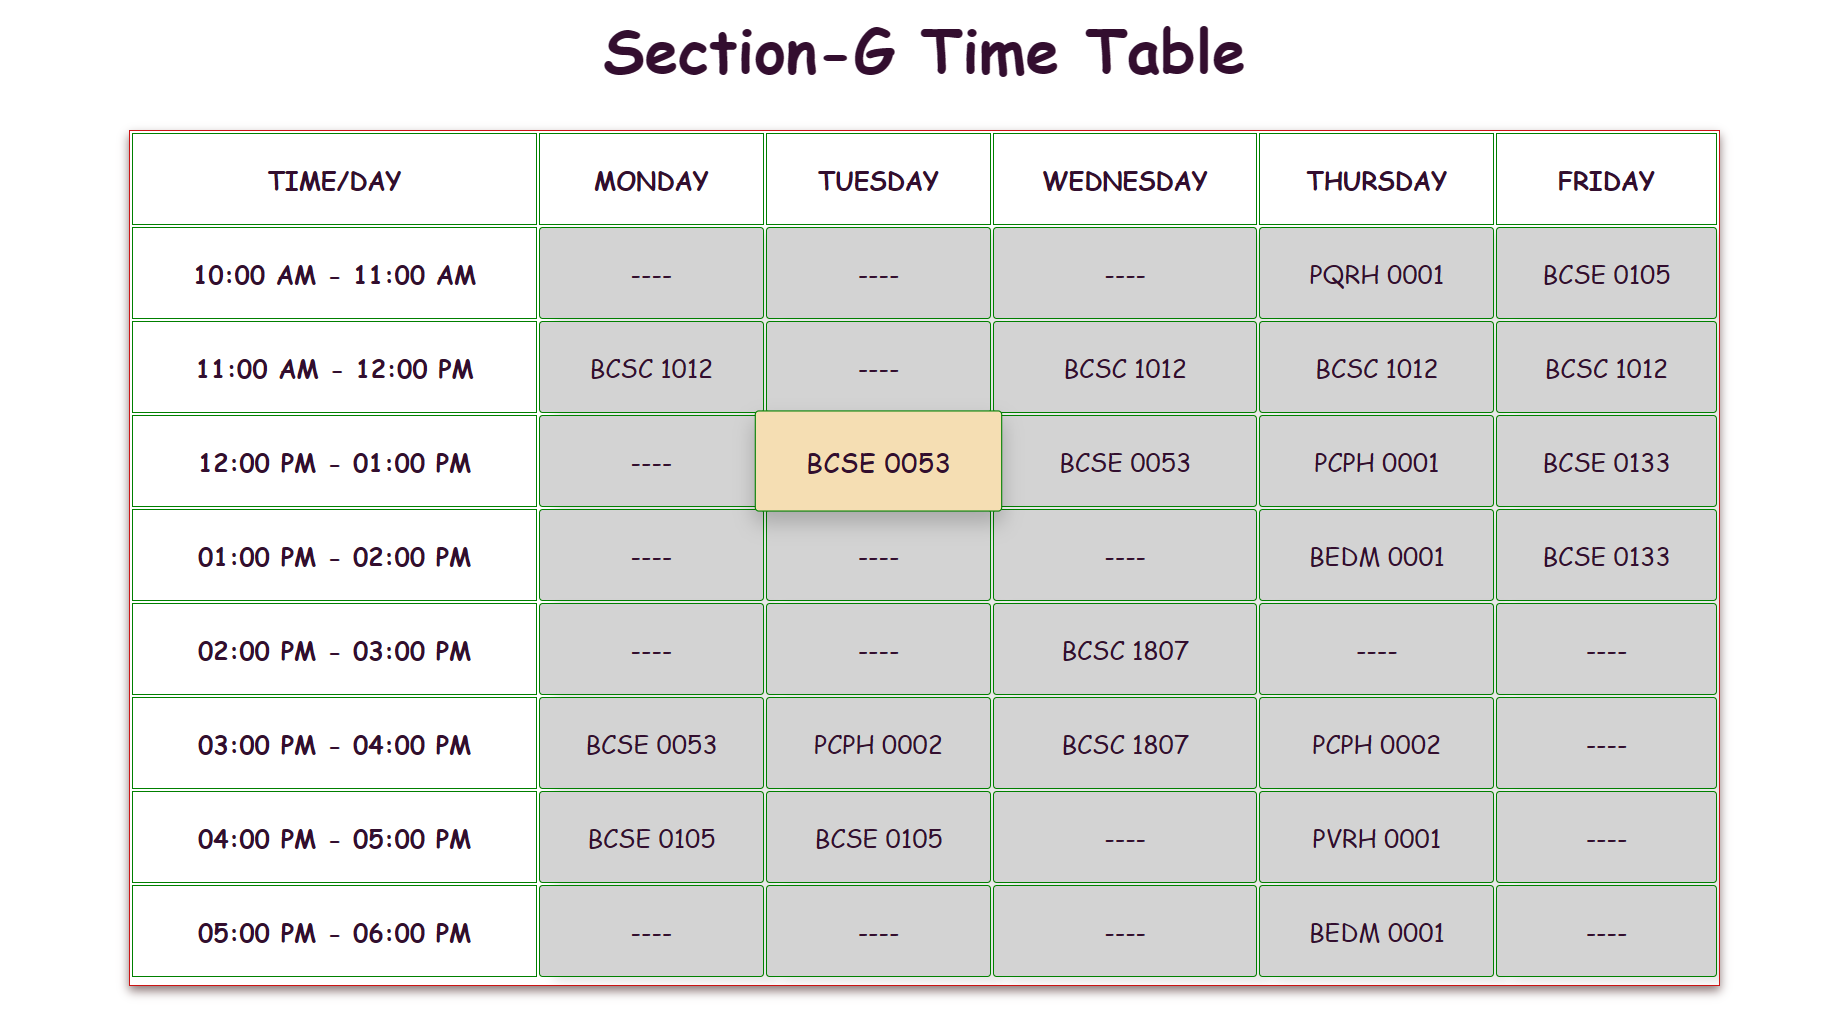 Section-G Time Table
TIME/DAY MONDAY TUESDAY WEDNESDAY THURSDAY FRIDAY
10:00 AM - 11:00 AM ---- ---- ---- PQRH 0001 BCSE 0105
11:00 AM - 12:00 PM BCSC 1012 ---- BCSC 1012 BCSC 1012 BCSC 1012
12:00 PM - 01:00 PM ---- BCSE 0053 BCSE 0053 PCPH 0001 BCSE 0133
01:00 PM - 02:00 PM ---- ---- ---- BEDM 0001 BCSE 0133
02:00 PM - 03:00 PM ---- ---- BCSC 1807 ---- ----
03:00 PM - 04:00 PM BCSE 0053 PCPH 0002 BCSC 1807 PCPH 0002 ----
04:00 PM - 05:00 PM BCSE 0105 BCSE 0105 ---- PVRH 0001 ----
05:00 PM - 06:00 PM ---- ---- ---- BEDM 0001 ----